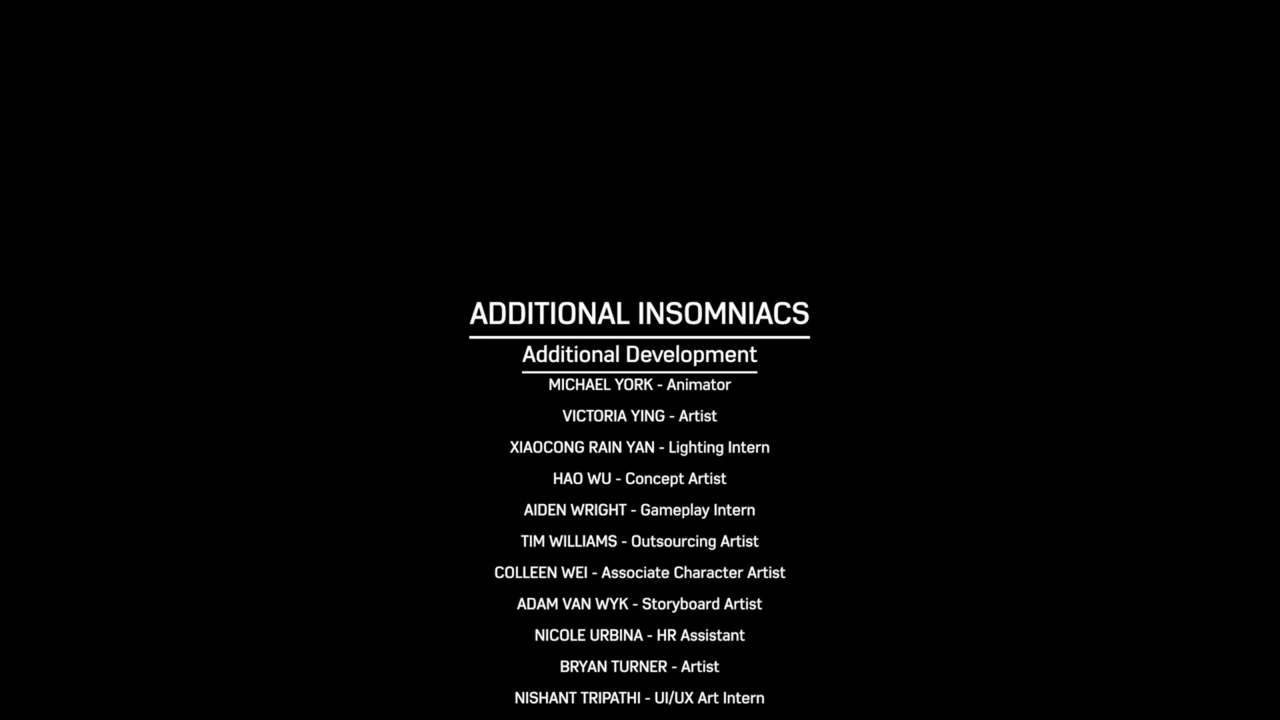 ADDITIONAL INSOMNIACS
Additional Development
MICHAEL YORK - Animator
VICTORIA YING - Artist
XIAOCONG RAIN YAN - Lighting Intern
HAO WU - Concept Artist
AIDEN WRIGHT - Gameplay Intern
TIM WILLIAMS - Outsourcing Artist
COLLEEN WEI - Associate Character Artist
ADAM VAN WYK - Storyboard Artist
NICOLE URBINA - HR Assistant
BRYAN TURNER - Artist
NISHANT TRIPATHI - UI/UX Art Intern